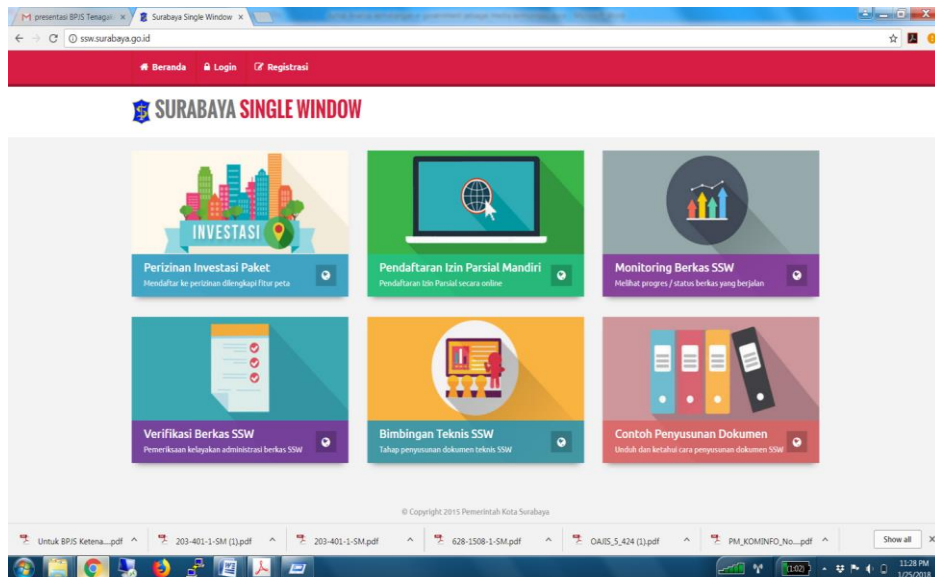 presentasi BPJS Tenaga
Surabaya Single Window
ssw.surabaya.go.id
Beranda Login Registrasi
SURABAYA SINGLE WINDOW
INVESTASI
Perizinan Investasi Paket
Mendaftar ke perizinan dilengkapi fitur peta
Pendaftaran Izin Parsial Mandiri
Pendaftaran Izin Parsial secara online
Monitoring Berkas SSW
Melihat progres / status berkas yang berjalan
Verifikasi Berkas SSW
Pemeriksaan kelayakan administrasi berkas SSW
Bimbingan Teknis SSW
Tahap penyusunan dokumen teknis SSW
Contoh Penyusunan Dokumen
Unduh dan ketahui cara penyusunan dokumen SSW
© Copyright 2015 Pemerintah Kota Surabaya
Untuk BPJS Ketena....pdf 203-401-1-SM (1).pdf 203-401-1-SM.pdf 628-1508-1-SM.pdf OAJIS_5_424 (1).pdf PM_KOMINFO_No....pdf Show all
(1:02) 11:28 PM
1/25/2018